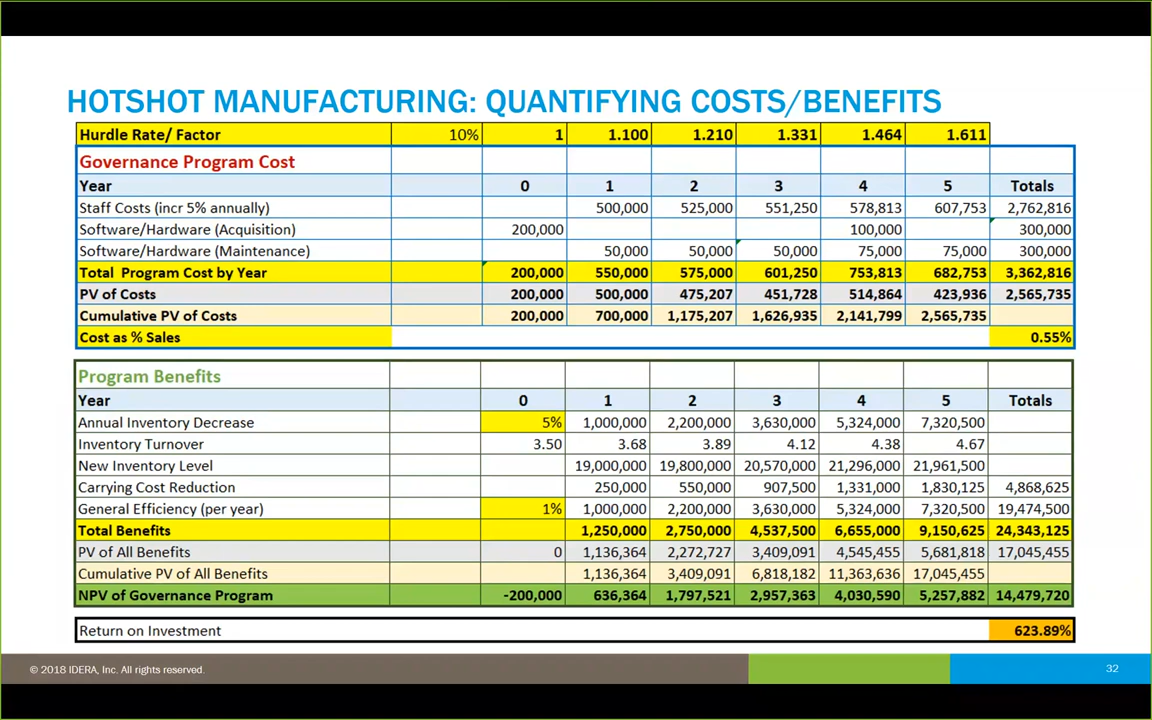 HOTSHOT MANUFACTURING: QUANTIFYING COSTS/BENEFITS
Hurdle Rate/ Factor 10% 1 1.100 1.210 1.331 1.464 1.611
Governance Program Cost
Year 0 1 2 3 4 5 Totals
Staff Costs (incr 5% annually) 500,000 525,000 551,250 578,813 607,753 2,762,816
Software/Hardware (Acquisition) 200,000 100,000 300,000
Software/Hardware (Maintenance) 50,000 50,000 50,000 75,000 75,000 300,000
Total Program Cost by Year 200,000 550,000 575,000 601,250 753,813 682,753 3,362,816
PV of Costs 200,000 500,000 475,207 451,728 514,864 423,936 2,565,735
Cumulative PV of Costs 200,000 700,000 1,175,207 1,626,935 2,141,799 2,565,735
Cost as % Sales 0.55%
Program Benefits
Year 0 1 2 3 4 5 Totals
Annual Inventory Decrease 5% 1,000,000 2,200,000 3,630,000 5,324,000 7,320,500
Inventory Turnover 3.50 3.68 3.89 4.12 4.38 4.67
New Inventory Level 19,000,000 19,800,000 20,570,000 21,296,000 21,961,500
Carrying Cost Reduction 250,000 550,000 907,500 1,331,000 1,830,125 4,868,625
General Efficiency (per year) 1% 1,000,000 2,200,000 3,630,000 5,324,000 7,320,500 19,474,500
Total Benefits 1,250,000 2,750,000 4,537,500 6,655,000 9,150,625 24,343,125
PV of All Benefits 0 1,136,364 2,272,727 3,409,091 4,545,455 5,681,818 17,045,455
Cumulative PV of All Benefits 1,136,364 3,409,091 6,818,182 11,363,636 17,045,455
NPV of Governance Program -200,000 636,364 1,797,521 2,957,363 4,030,590 5,257,882 14,479,720
Return on Investment 623.89%
© 2018 IDERA, Inc. All rights reserved.
32